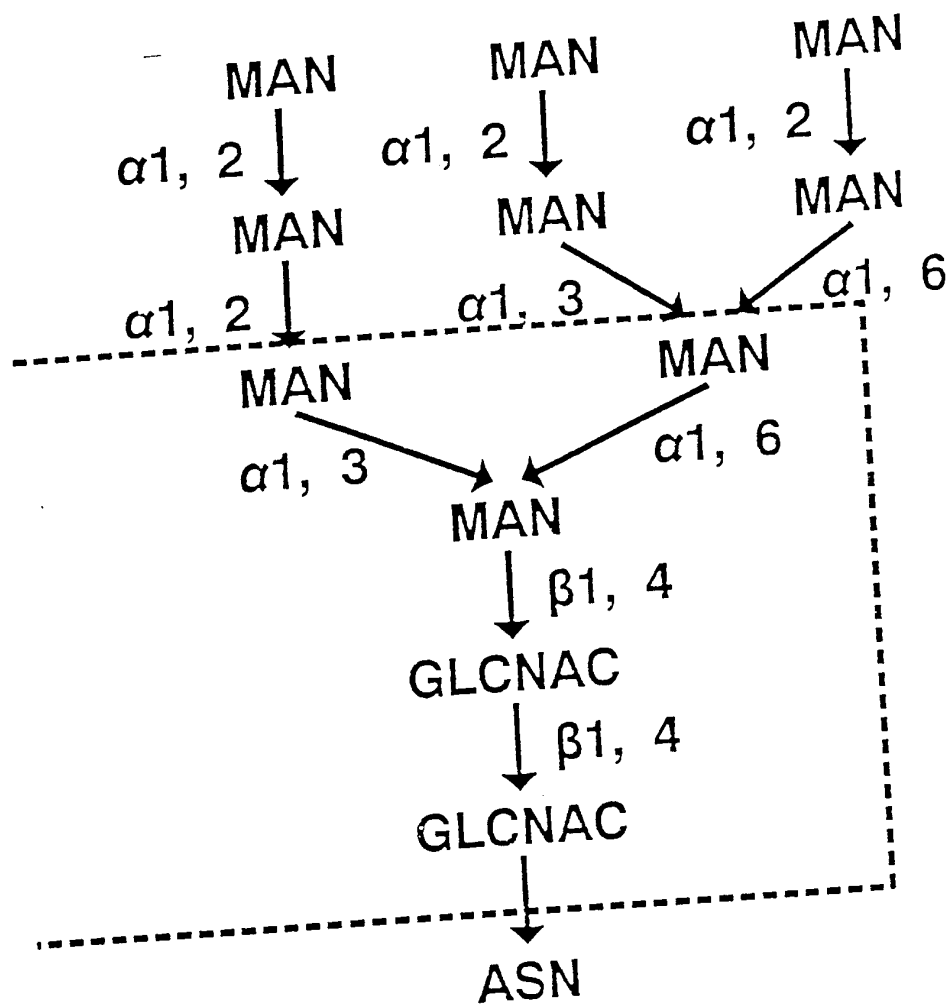 MAN MAN MAN
α1, 2 α1, 2 α1, 2
MAN MAN MAN
α1, 2 α1, 3 α1, 6
MAN MAN
α1, 3 α1, 6
MAN
β1, 4
GLCNAC
β1, 4
GLCNAC
ASN